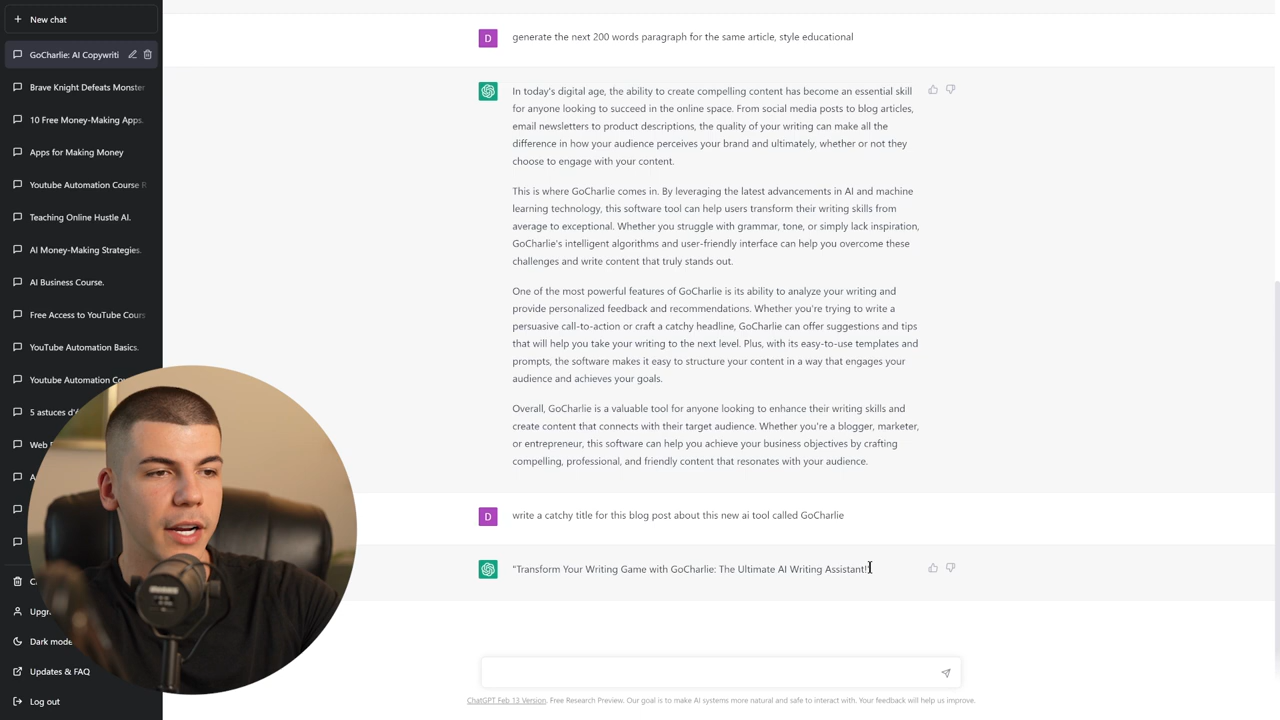 New chat
GoCharlie: AI Copywriti
Brave Knight Defeats Monster
10 Free Money-Making Apps.
Apps for Making Money
Youtube Automation Course R
Teaching Online Hustle AI.
AI Money-Making Strategies.
AI Business Course.
Free Access to YouTube Cours
YouTube Automation Basics.
Youtube Automation Cou
5 astuces d'é
Web
Dark mode
Updates & FAQ
Log out
D
generate the next 200 words paragraph for the same article, style educational
In today's digital age, the ability to create compelling content has become an essential skill
for anyone looking to succeed in the online space. From social media posts to blog articles,
email newsletters to product descriptions, the quality of your writing can make all the
difference in how your audience perceives your brand and ultimately, whether or not they
choose to engage with your content.
This is where GoCharlie comes in. By leveraging the latest advancements in AI and machine
learning technology, this software tool can help users transform their writing skills from
average to exceptional. Whether you struggle with grammar, tone, or simply lack inspiration,
GoCharlie's intelligent algorithms and user-friendly interface can help you overcome these
challenges and write content that truly stands out.
One of the most powerful features of GoCharlie is its ability to analyze your writing and
provide personalized feedback and recommendations. Whether you're trying to write a
persuasive call-to-action or craft a catchy headline, GoCharlie can offer suggestions and tips
that will help you take your writing to the next level. Plus, with its easy-to-use templates and
prompts, the software makes it easy to structure your content in a way that engages your
audience and achieves your goals.
Overall, GoCharlie is a valuable tool for anyone looking to enhance their writing skills and
create content that connects with their target audience. Whether you're a blogger, marketer,
or entrepreneur, this software can help you achieve your business objectives by crafting
compelling, professional, and friendly content that resonates with your audience.
D
write a catchy title for this blog post about this new ai tool called GoCharlie
"Transform Your Writing Game with GoCharlie: The Ultimate AI Writing Assistant!"
ChatGPT Feb 13 Version. Free Research Preview. Our goal is to make AI systems more natural and safe to interact with. Your feedback will help us improve.